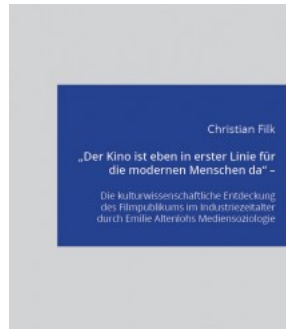 Christian Filk
„Der Kino ist eben in erster Linie für
die modernen Menschen da“ –
Die kulturwissenschaftliche Entdeckung
des Filmpublikums im Industriezeitalter
durch Emilie Altenlohs Mediensoziologie